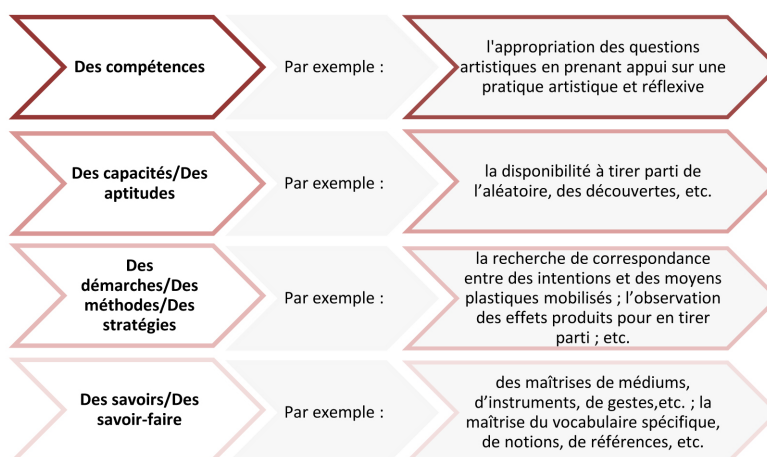 Des compétences
Par exemple :
l'appropriation des questions
artistiques en prenant appui sur une
pratique artistique et réflexive
Des capacités/Des
aptitudes
Par exemple :
la disponibilité à tirer parti de
l’aléatoire, des découvertes, etc.
Des
démarches/Des
méthodes/Des
stratégies
Par exemple :
la recherche de correspondance
entre des intentions et des moyens
plastiques mobilisés ; l’observation
des effets produits pour en tirer
parti ; etc.
Des savoirs/Des
savoir-faire
Par exemple :
des maîtrises de médiums,
d’instruments, de gestes,etc. ; la
maîtrise du vocabulaire spécifique,
de notions, de références, etc.